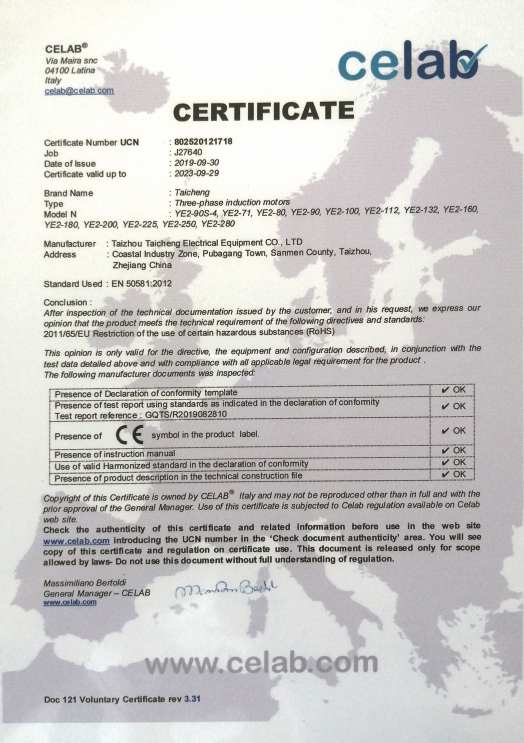 CELAB®
Via Maira snc
04100 Latina
Italy
celab@celab.com
celab
CERTIFICATE
Certificate Number UCN : 802520121718
Job : J27640
Date of Issue : 2019-09-30
Certificate valid up to : 2023-09-29
Brand Name : Taicheng
Type : Three-phase induction motors
Model N : YE2-90S-4, YE2-71, YE2-80, YE2-90, YE2-100, YE2-112, YE2-132, YE2-160,
YE2-180, YE2-200, YE2-225, YE2-250, YE2-280
Manufacturer : Taizhou Taicheng Electrical Equipment CO., LTD
Address : Coastal Industry Zone, Pubagang Town, Sanmen County, Taizhou,
Zhejiang China
Standard Used : EN 50581:2012
Conclusion :
After inspection of the technical documentation issued by the customer, and in his request, we express our
opinion that the product meets the technical requirement of the following directives and standards:
2011/65/EU Restriction of the use of certain hazardous substances (RoHS)
This opinion is only valid for the directive, the equipment and configuration described, in conjunction with the
test data detailed above and with compliance with all applicable legal requirement for the product .
The following manufacturer documents was inspected:
Presence of Declaration of conformity template ✔ OK
Presence of test report using standards as indicated in the declaration of conformity
Test report reference : GQTS/R2019082810 ✔ OK
Presence of CE symbol in the product label. ✔ OK
Presence of instruction manual ✔ OK
Use of valid Harmonized standard in the declaration of conformity ✔ OK
Presence of product description in the technical construction file ✔ OK
Copyright of this Certificate is owned by CELAB® Italy and may not be reproduced other than in full and with the
prior approval of the General Manager. Use of this certificate is subjected to Celab regulation available on Celab
web site.
Check the authenticity of this certificate and related information before use in the web site
www.celab.com introducing the UCN number in the 'Check document authenticity' area. You will see
copy of this certificate and regulation on certificate use. This document is released only for scope
allowed by laws- Do not use this document without full understanding of regulation.
Massimiliano Bertoldi
General Manager – CELAB
www.celab.com
www.celab.com
Doc 121 Voluntary Certificate rev 3.31